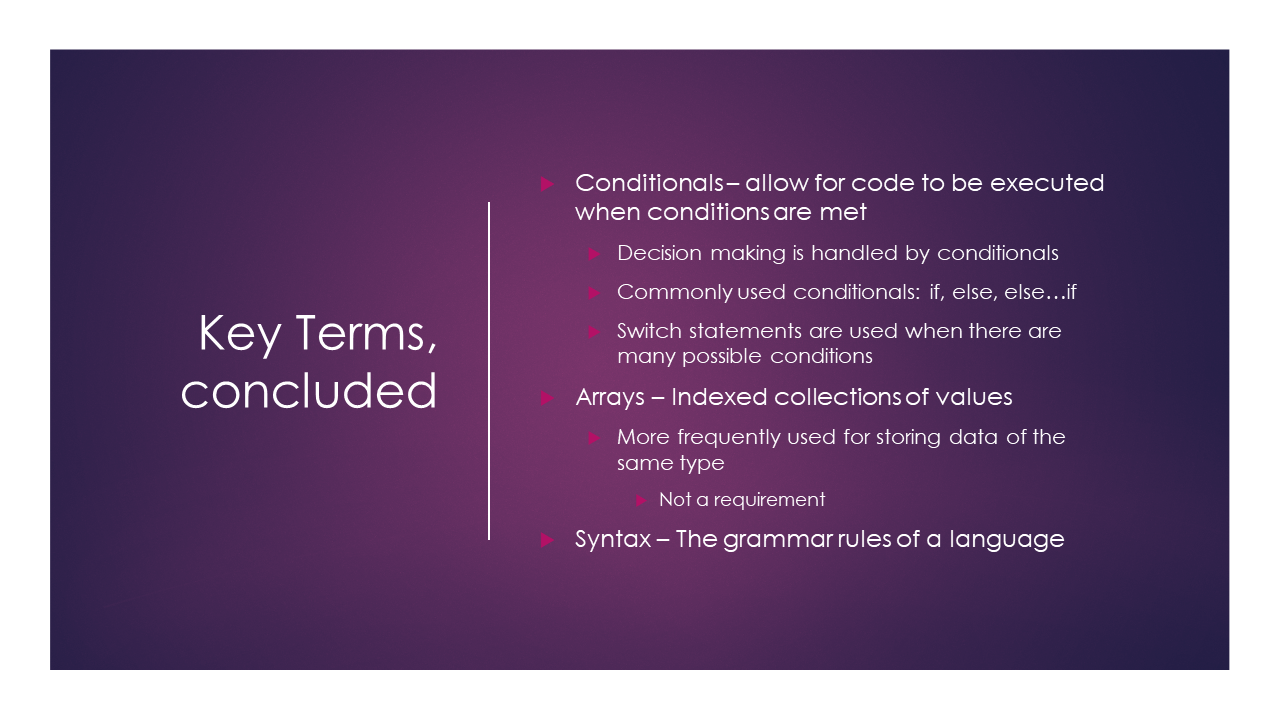 Key Terms,
concluded
Conditionals – allow for code to be executed
when conditions are met
Decision making is handled by conditionals
Commonly used conditionals: if, else, else…if
Switch statements are used when there are
many possible conditions
Arrays – Indexed collections of values
More frequently used for storing data of the
same type
Not a requirement
Syntax – The grammar rules of a language